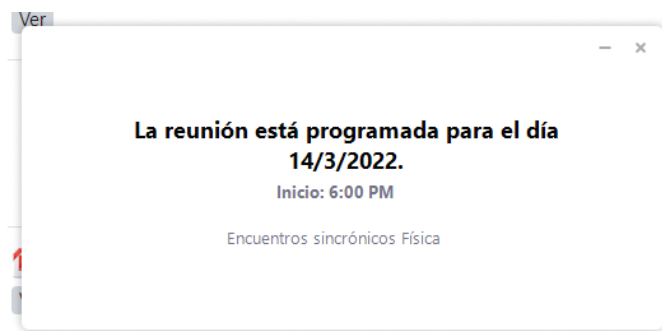 Ver
La reunión está programada para el día
14/3/2022.
Inicio: 6:00 PM
Encuentros sincrónicos Física